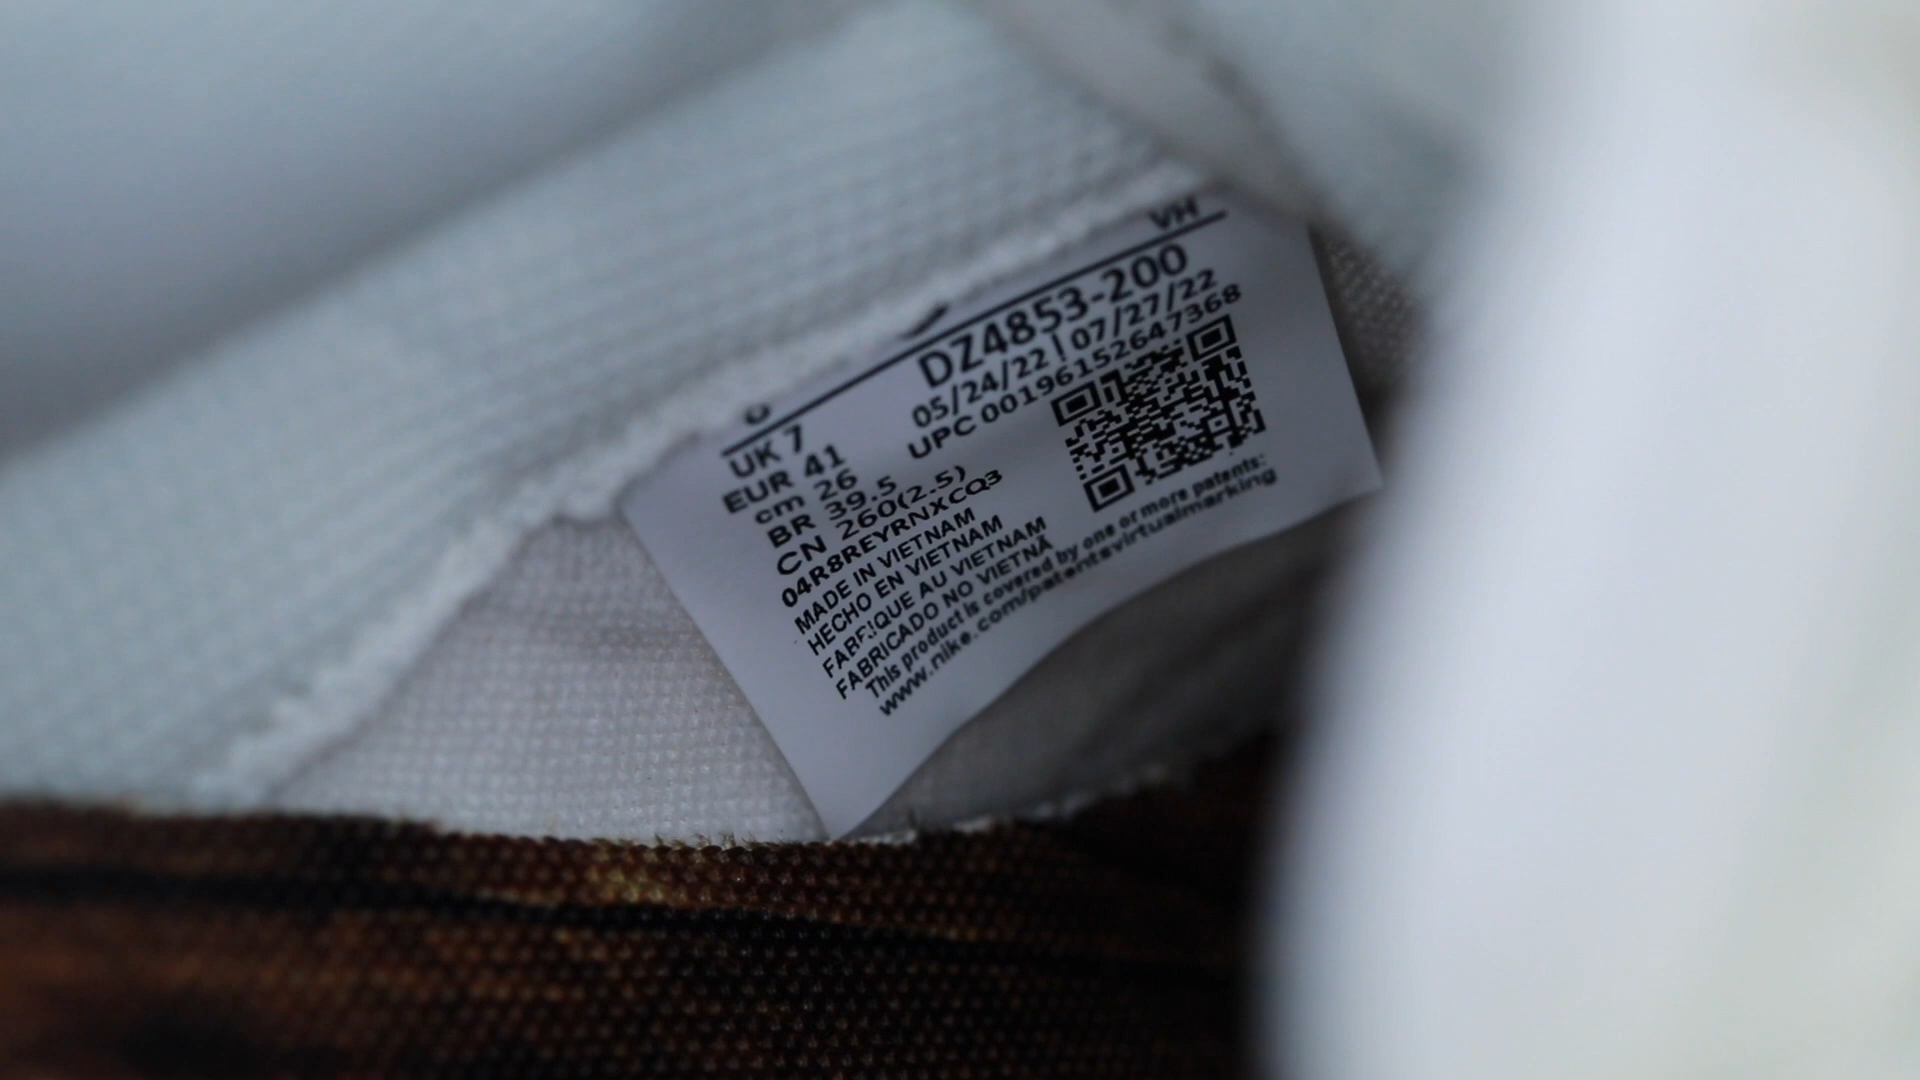 VH
DZ4853-200
05/24/22 | 07/27/22
UPC 00196152647368
UK 7
EUR 41
cm 26
BR 39.5
CN 260(2.5)
04R8REYRNXCQ3
MADE IN VIETNAM
HECHO EN VIETNAM
FABRIQUE AU VIETNAM
FABRICADO NO VIETNÃ
This product is covered by one or more patents:
www.nike.com/patentsvirtualmarking